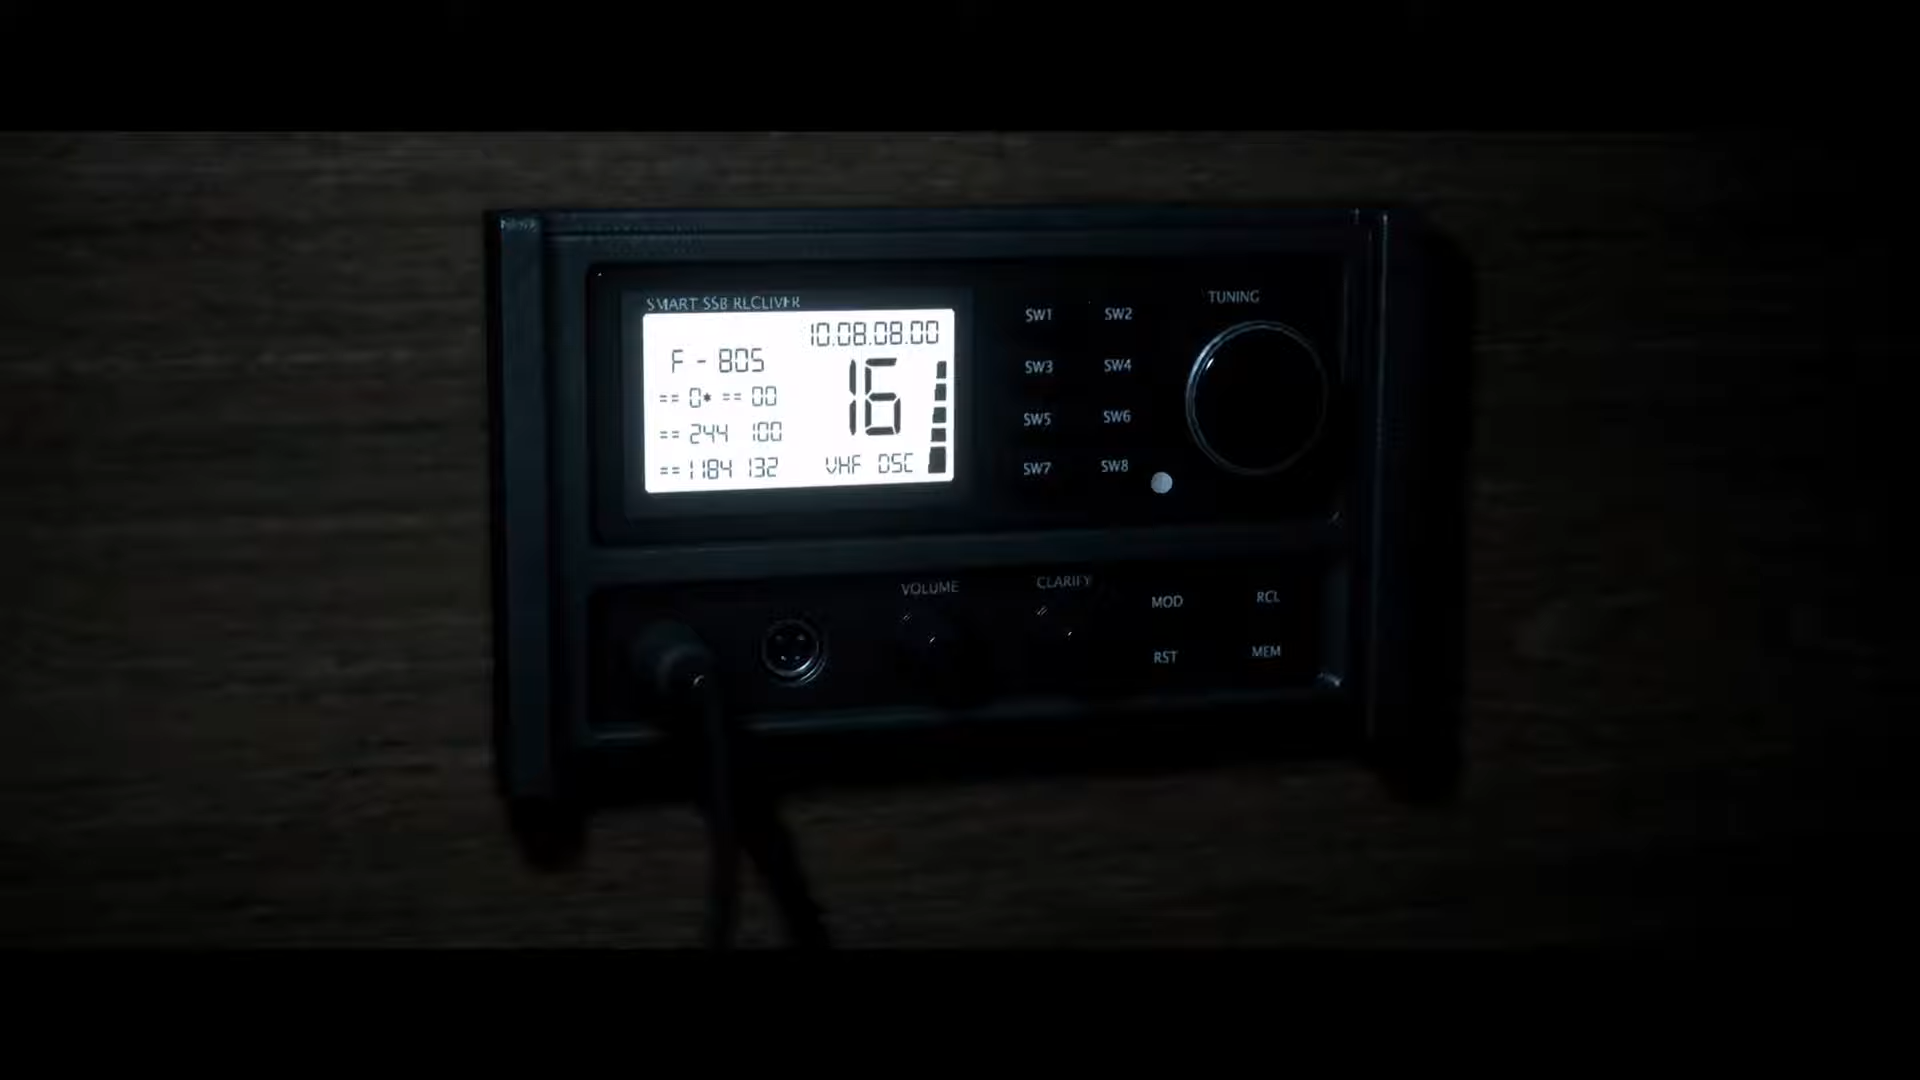 SMART SSB RECLIVER
10.08.08.00
F - 805
16
== 0* == 00
== 244 100
== 1184 132
VHF DSC
SW1 SW2
SW3 SW4
SW5 SW6
SW7 SW8
TUNING
VOLUME
CLARIFY
MOD RCL
RST MEM